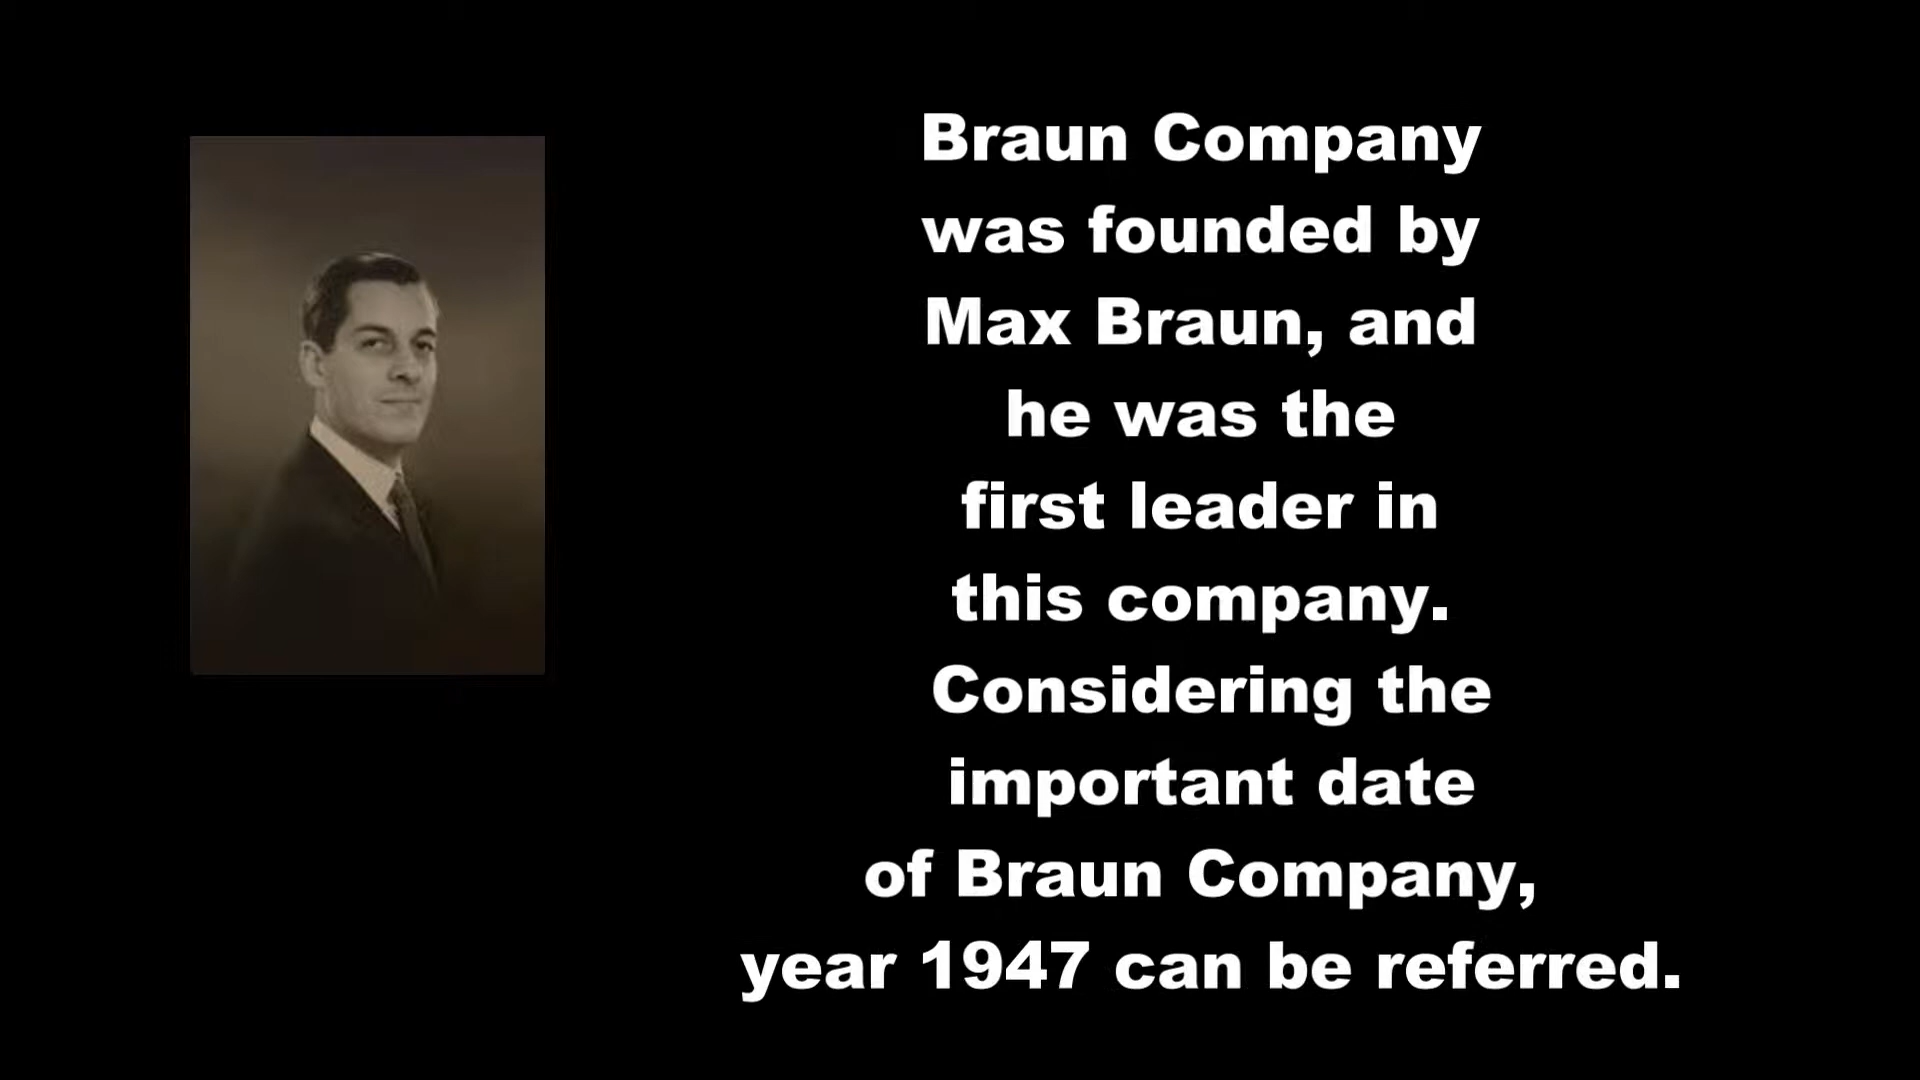 Braun Company
was founded by
Max Braun, and
he was the
first leader in
this company.
Considering the
important date
of Braun Company,
year 1947 can be referred.